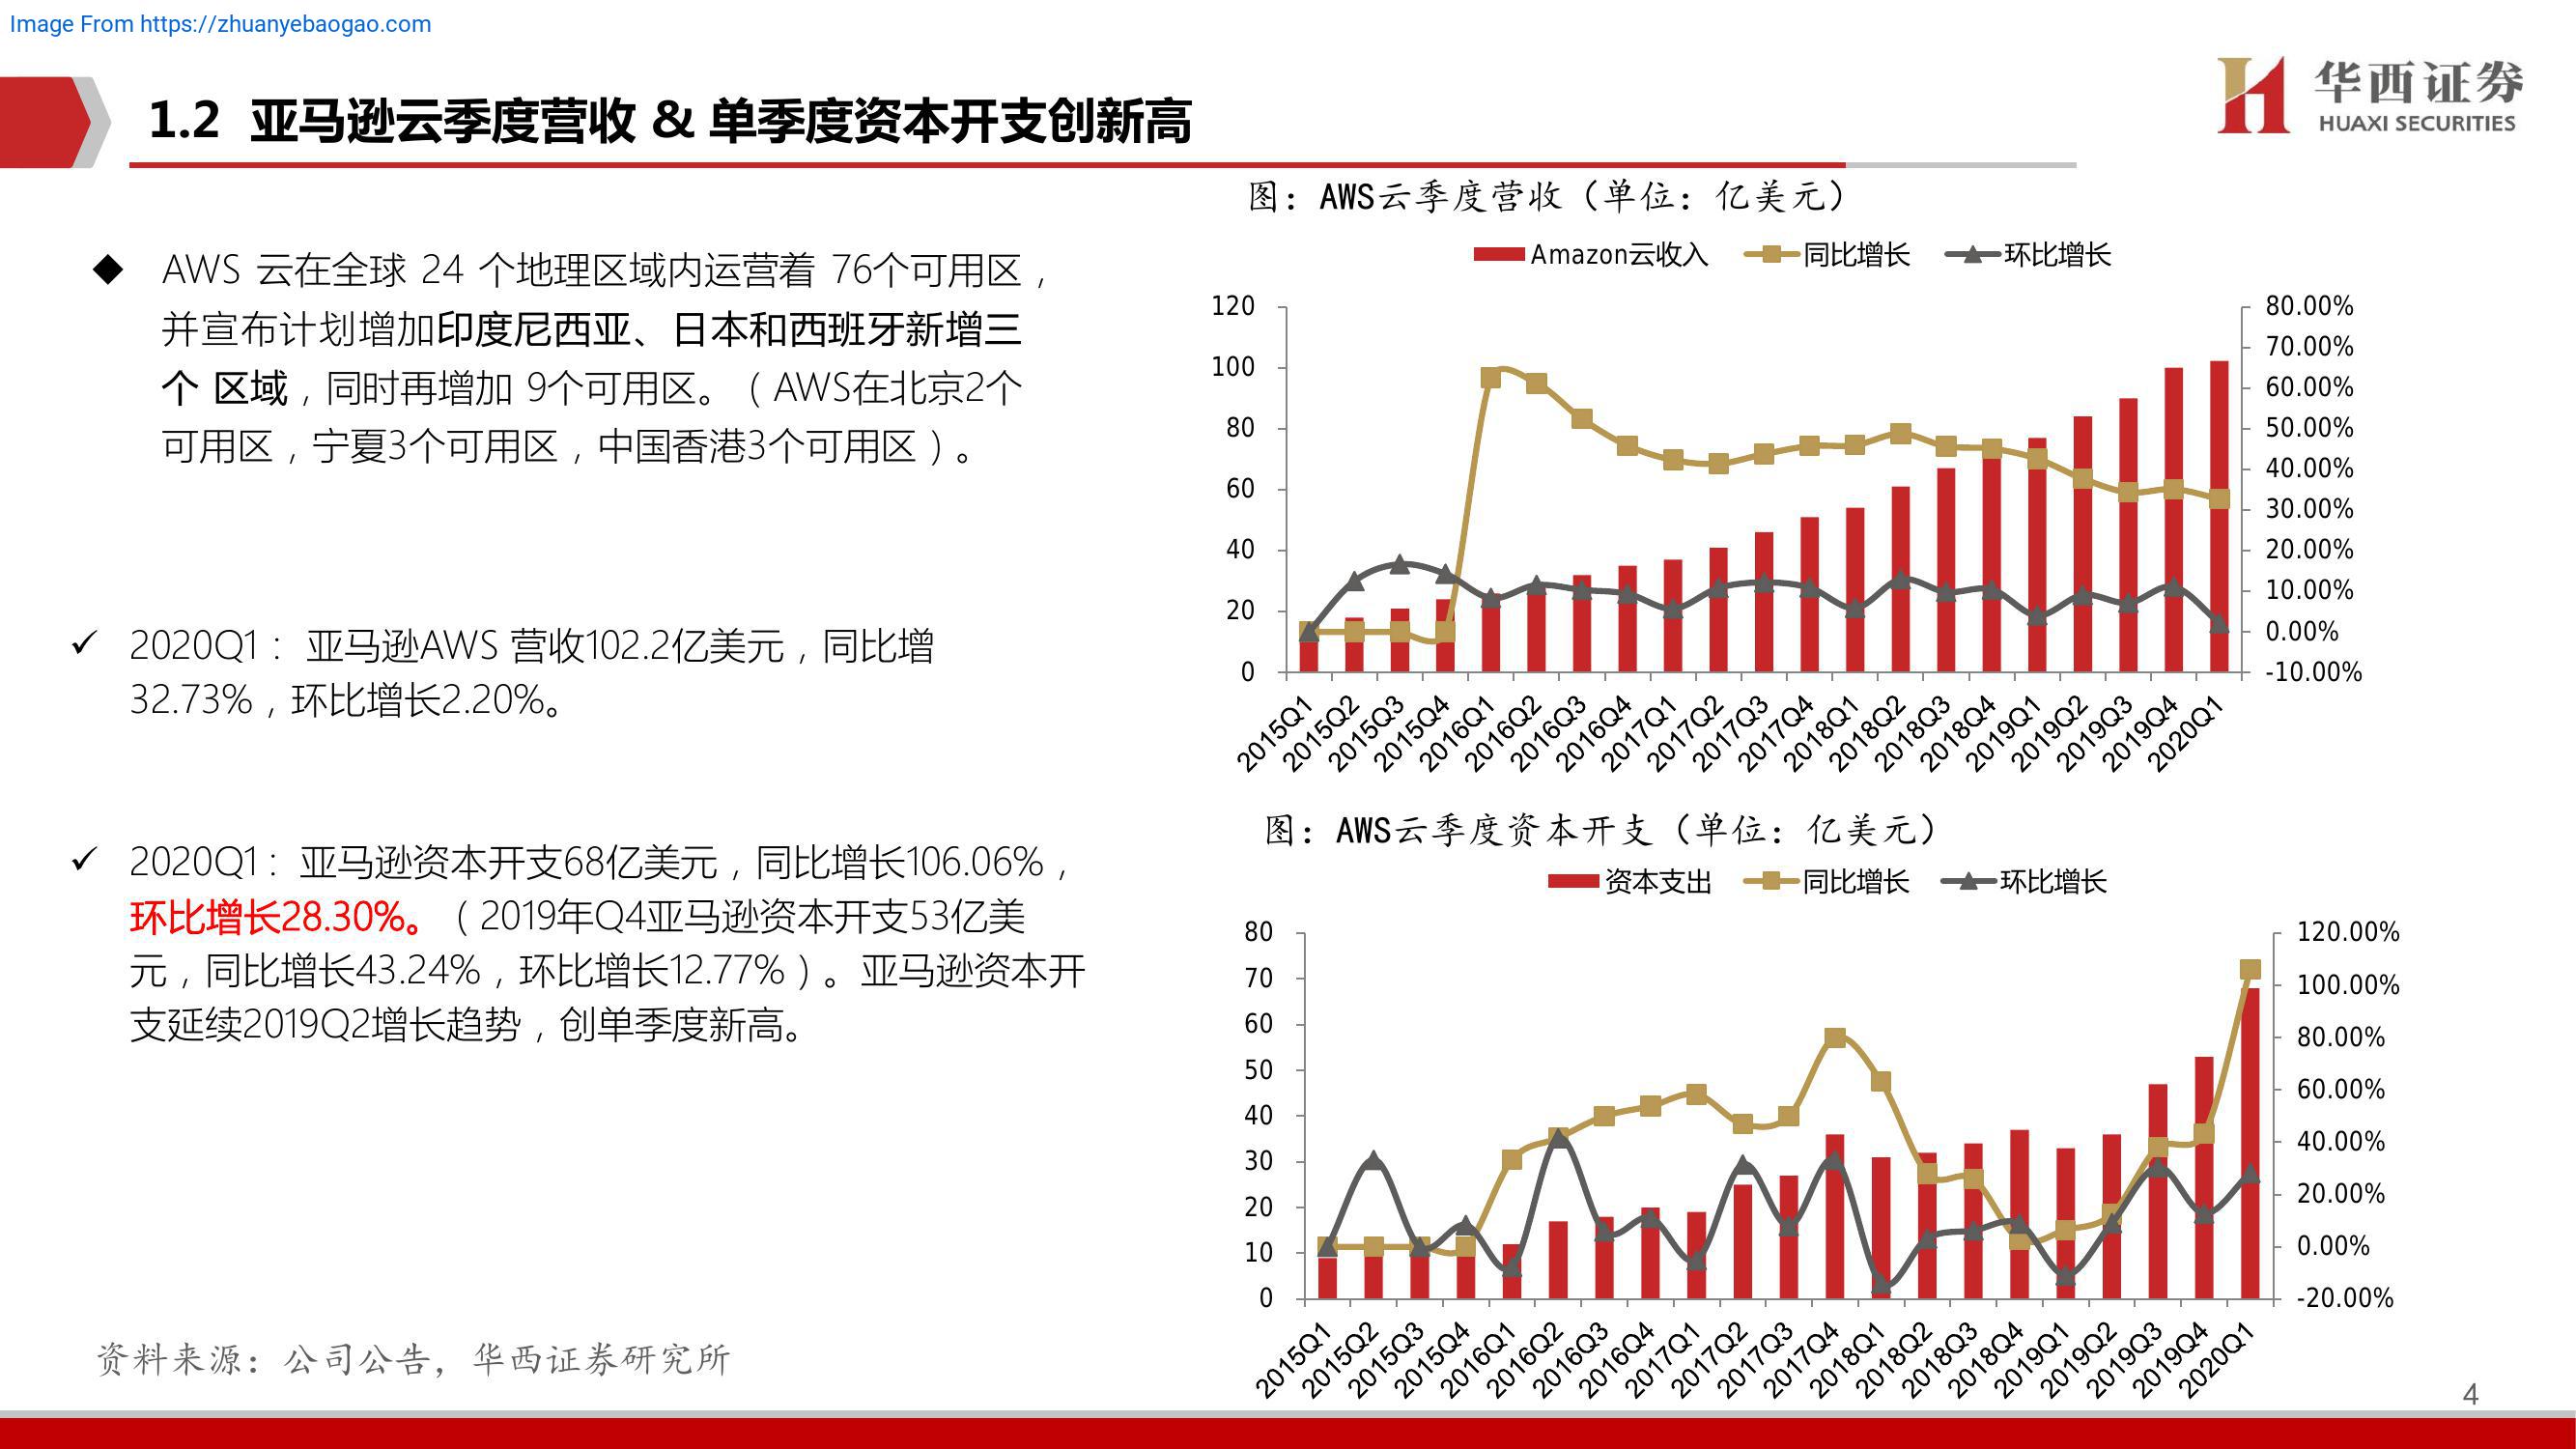 Image From https://zhuanyebaogao.com
1.2 亚马逊云季度营收 & 单季度资本开支创新高
华西证券
HUAXI SECURITIES
◆ AWS 云在全球 24 个地理区域内运营着 76个可用区，
并宣布计划增加印度尼西亚、日本和西班牙新增三
个 区域，同时再增加 9个可用区。（AWS在北京2个
可用区，宁夏3个可用区，中国香港3个可用区）。
✓ 2020Q1：亚马逊AWS 营收102.2亿美元，同比增
32.73%，环比增长2.20%。
✓ 2020Q1：亚马逊资本开支68亿美元，同比增长106.06%，
环比增长28.30%。（2019年Q4亚马逊资本开支53亿美
元，同比增长43.24%，环比增长12.77%）。亚马逊资本开
支延续2019Q2增长趋势，创单季度新高。
图：AWS云季度营收（单位：亿美元）
Amazon云收入 同比增长 环比增长
120
100
80
60
40
20
0
80.00%
70.00%
60.00%
50.00%
40.00%
30.00%
20.00%
10.00%
0.00%
-10.00%
2015Q1 2015Q2 2015Q3 2015Q4 2016Q1 2016Q2 2016Q3 2016Q4 2017Q1 2017Q2 2017Q3 2017Q4 2018Q1 2018Q2 2018Q3 2018Q4 2019Q1 2019Q2 2019Q3 2019Q4 2020Q1
图：AWS云季度资本开支（单位：亿美元）
资本支出 同比增长 环比增长
80
70
60
50
40
30
20
10
0
120.00%
100.00%
80.00%
60.00%
40.00%
20.00%
0.00%
-20.00%
2015Q1 2015Q2 2015Q3 2015Q4 2016Q1 2016Q2 2016Q3 2016Q4 2017Q1 2017Q2 2017Q3 2017Q4 2018Q1 2018Q2 2018Q3 2018Q4 2019Q1 2019Q2 2019Q3 2019Q4 2020Q1
资料来源：公司公告，华西证券研究所
4